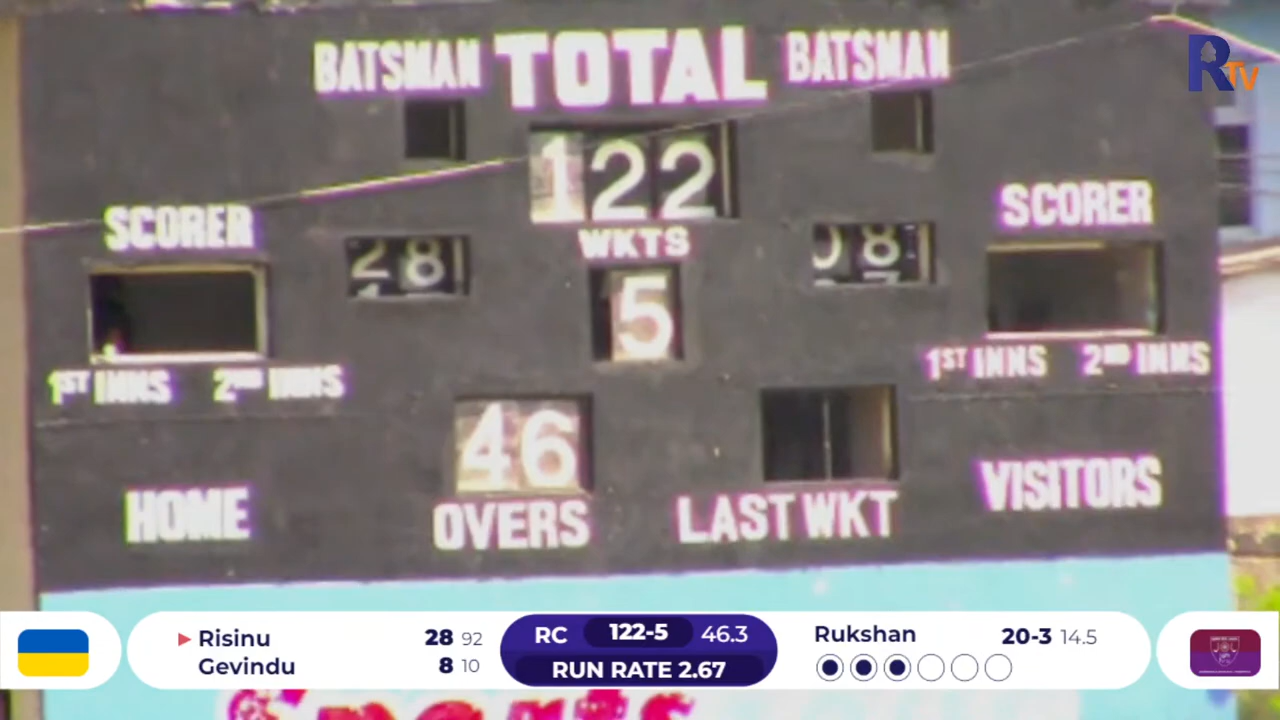 BATSMAN TOTAL BATSMAN
RTV
122
SCORER SCORER
WKTS
28 08
5
1ST INNS 2ND INNS 1ST INNS 2ND INNS
46
HOME OVERS LAST WKT VISITORS
Risinu 28 92
Gevindu 8 10
RC 122-5 46.3
RUN RATE 2.67
Rukshan 20-3 14.5
Sports